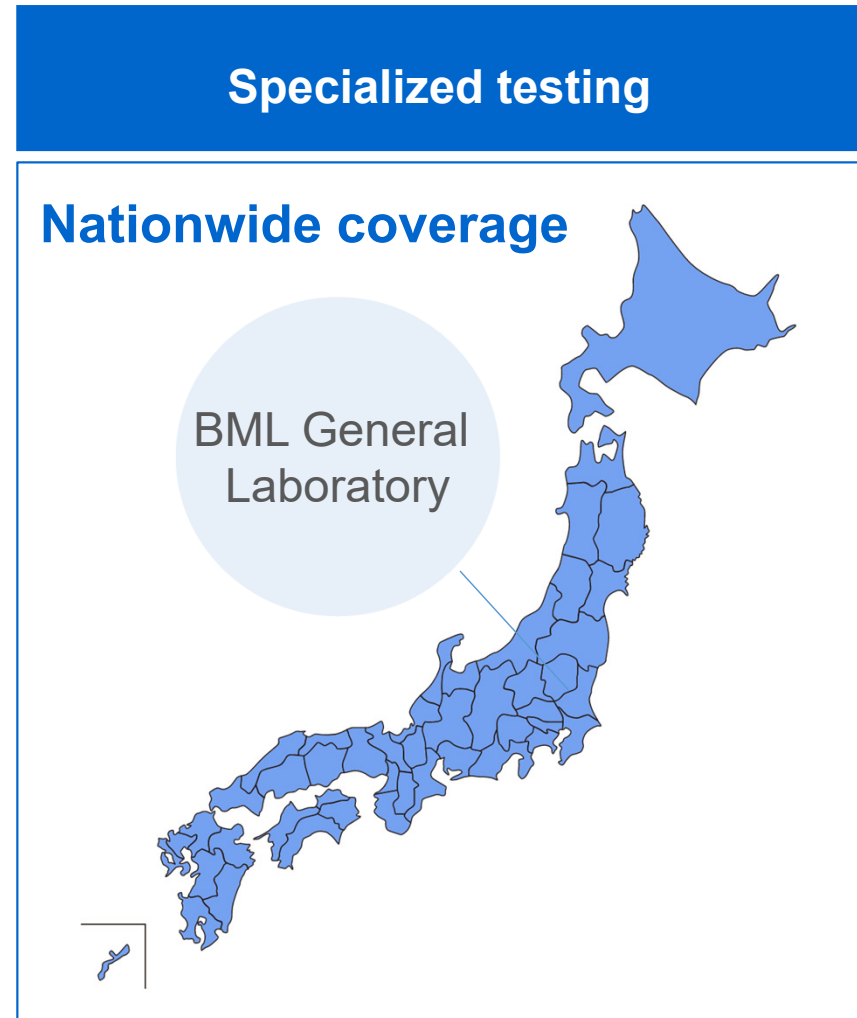 Specialized testing
Nationwide coverage
BML General
Laboratory